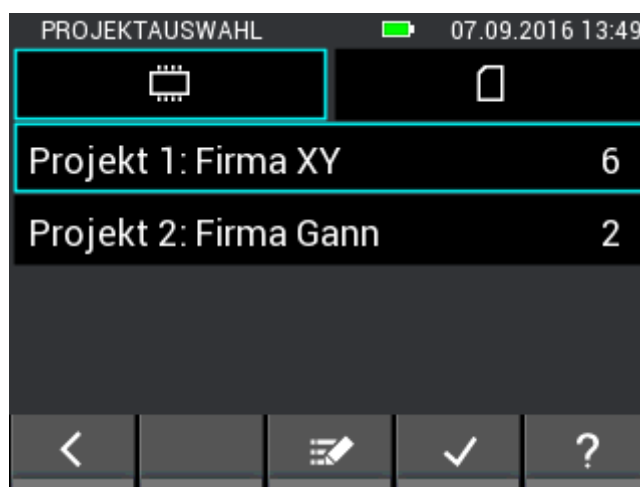 PROJEKTAUSWAHL 07.09.2016 13:49
Projekt 1: Firma XY 6
Projekt 2: Firma Gann 2
?